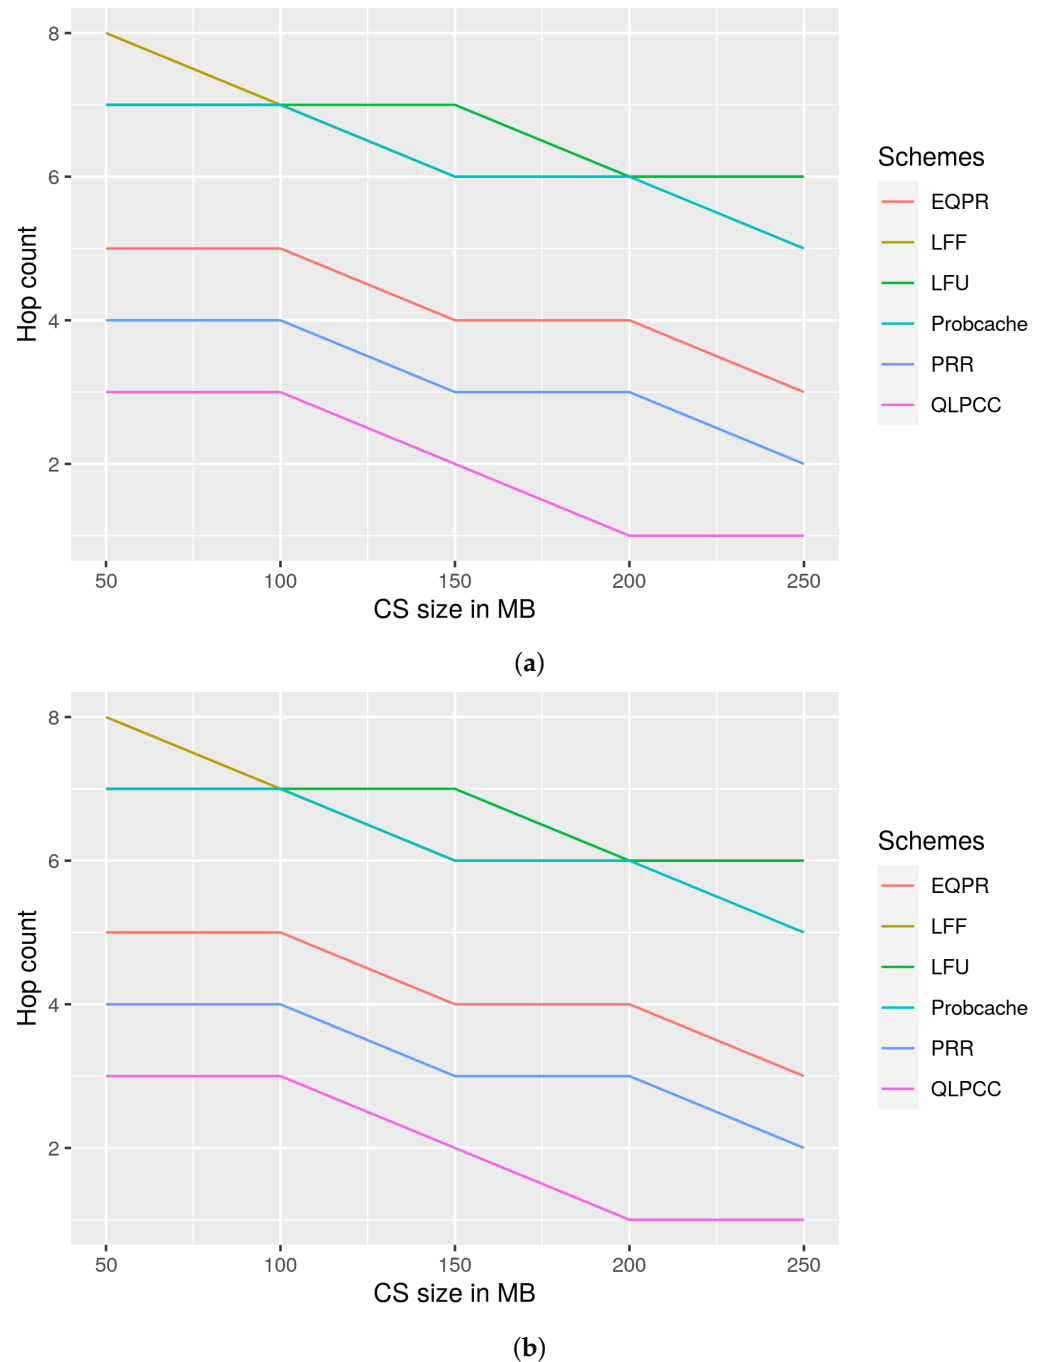 8
6
4
2
Hop count
50 100 150 200 250
CS size in MB
Schemes
EQPR
LFF
LFU
Probcache
PRR
QLPCC
(a)
8
6
4
2
Hop count
50 100 150 200 250
CS size in MB
Schemes
EQPR
LFF
LFU
Probcache
PRR
QLPCC
(b)